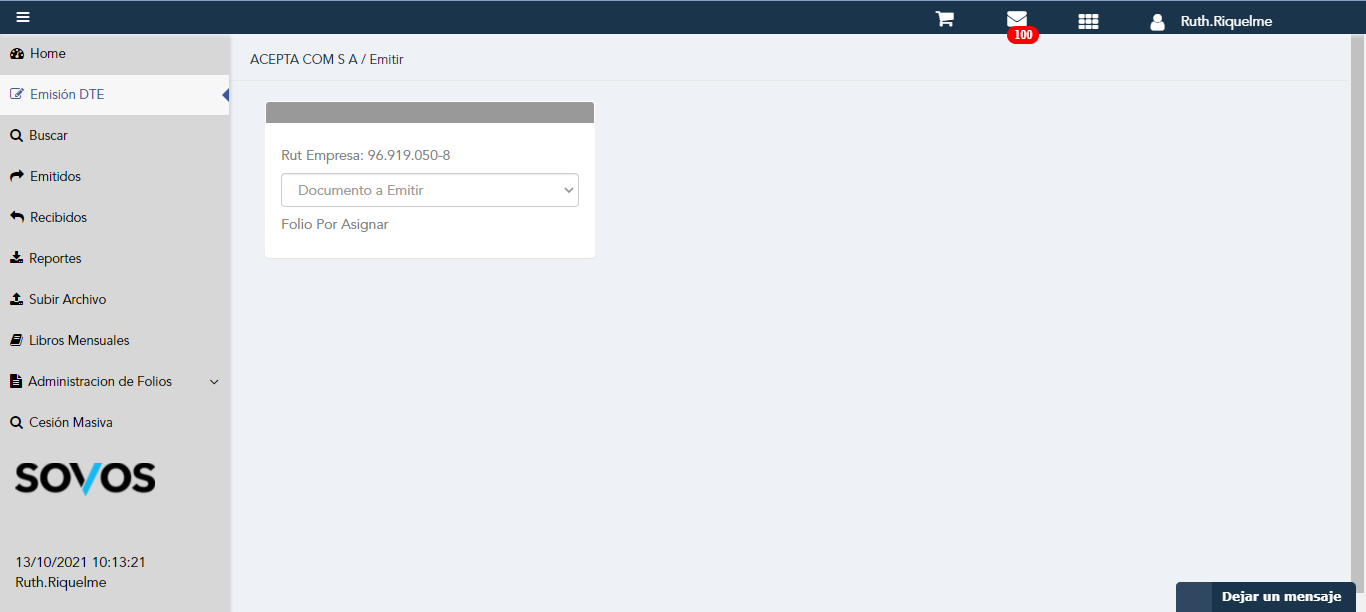 100
Ruth.Riquelme
Home
Emisión DTE
Buscar
Emitidos
Recibidos
Reportes
Subir Archivo
Libros Mensuales
Administracion de Folios
Cesión Masiva
SOVOS
13/10/2021 10:13:21
Ruth.Riquelme
ACEPTA COM S A / Emitir
Rut Empresa: 96.919.050-8
Documento a Emitir
Folio Por Asignar
Dejar un mensaje